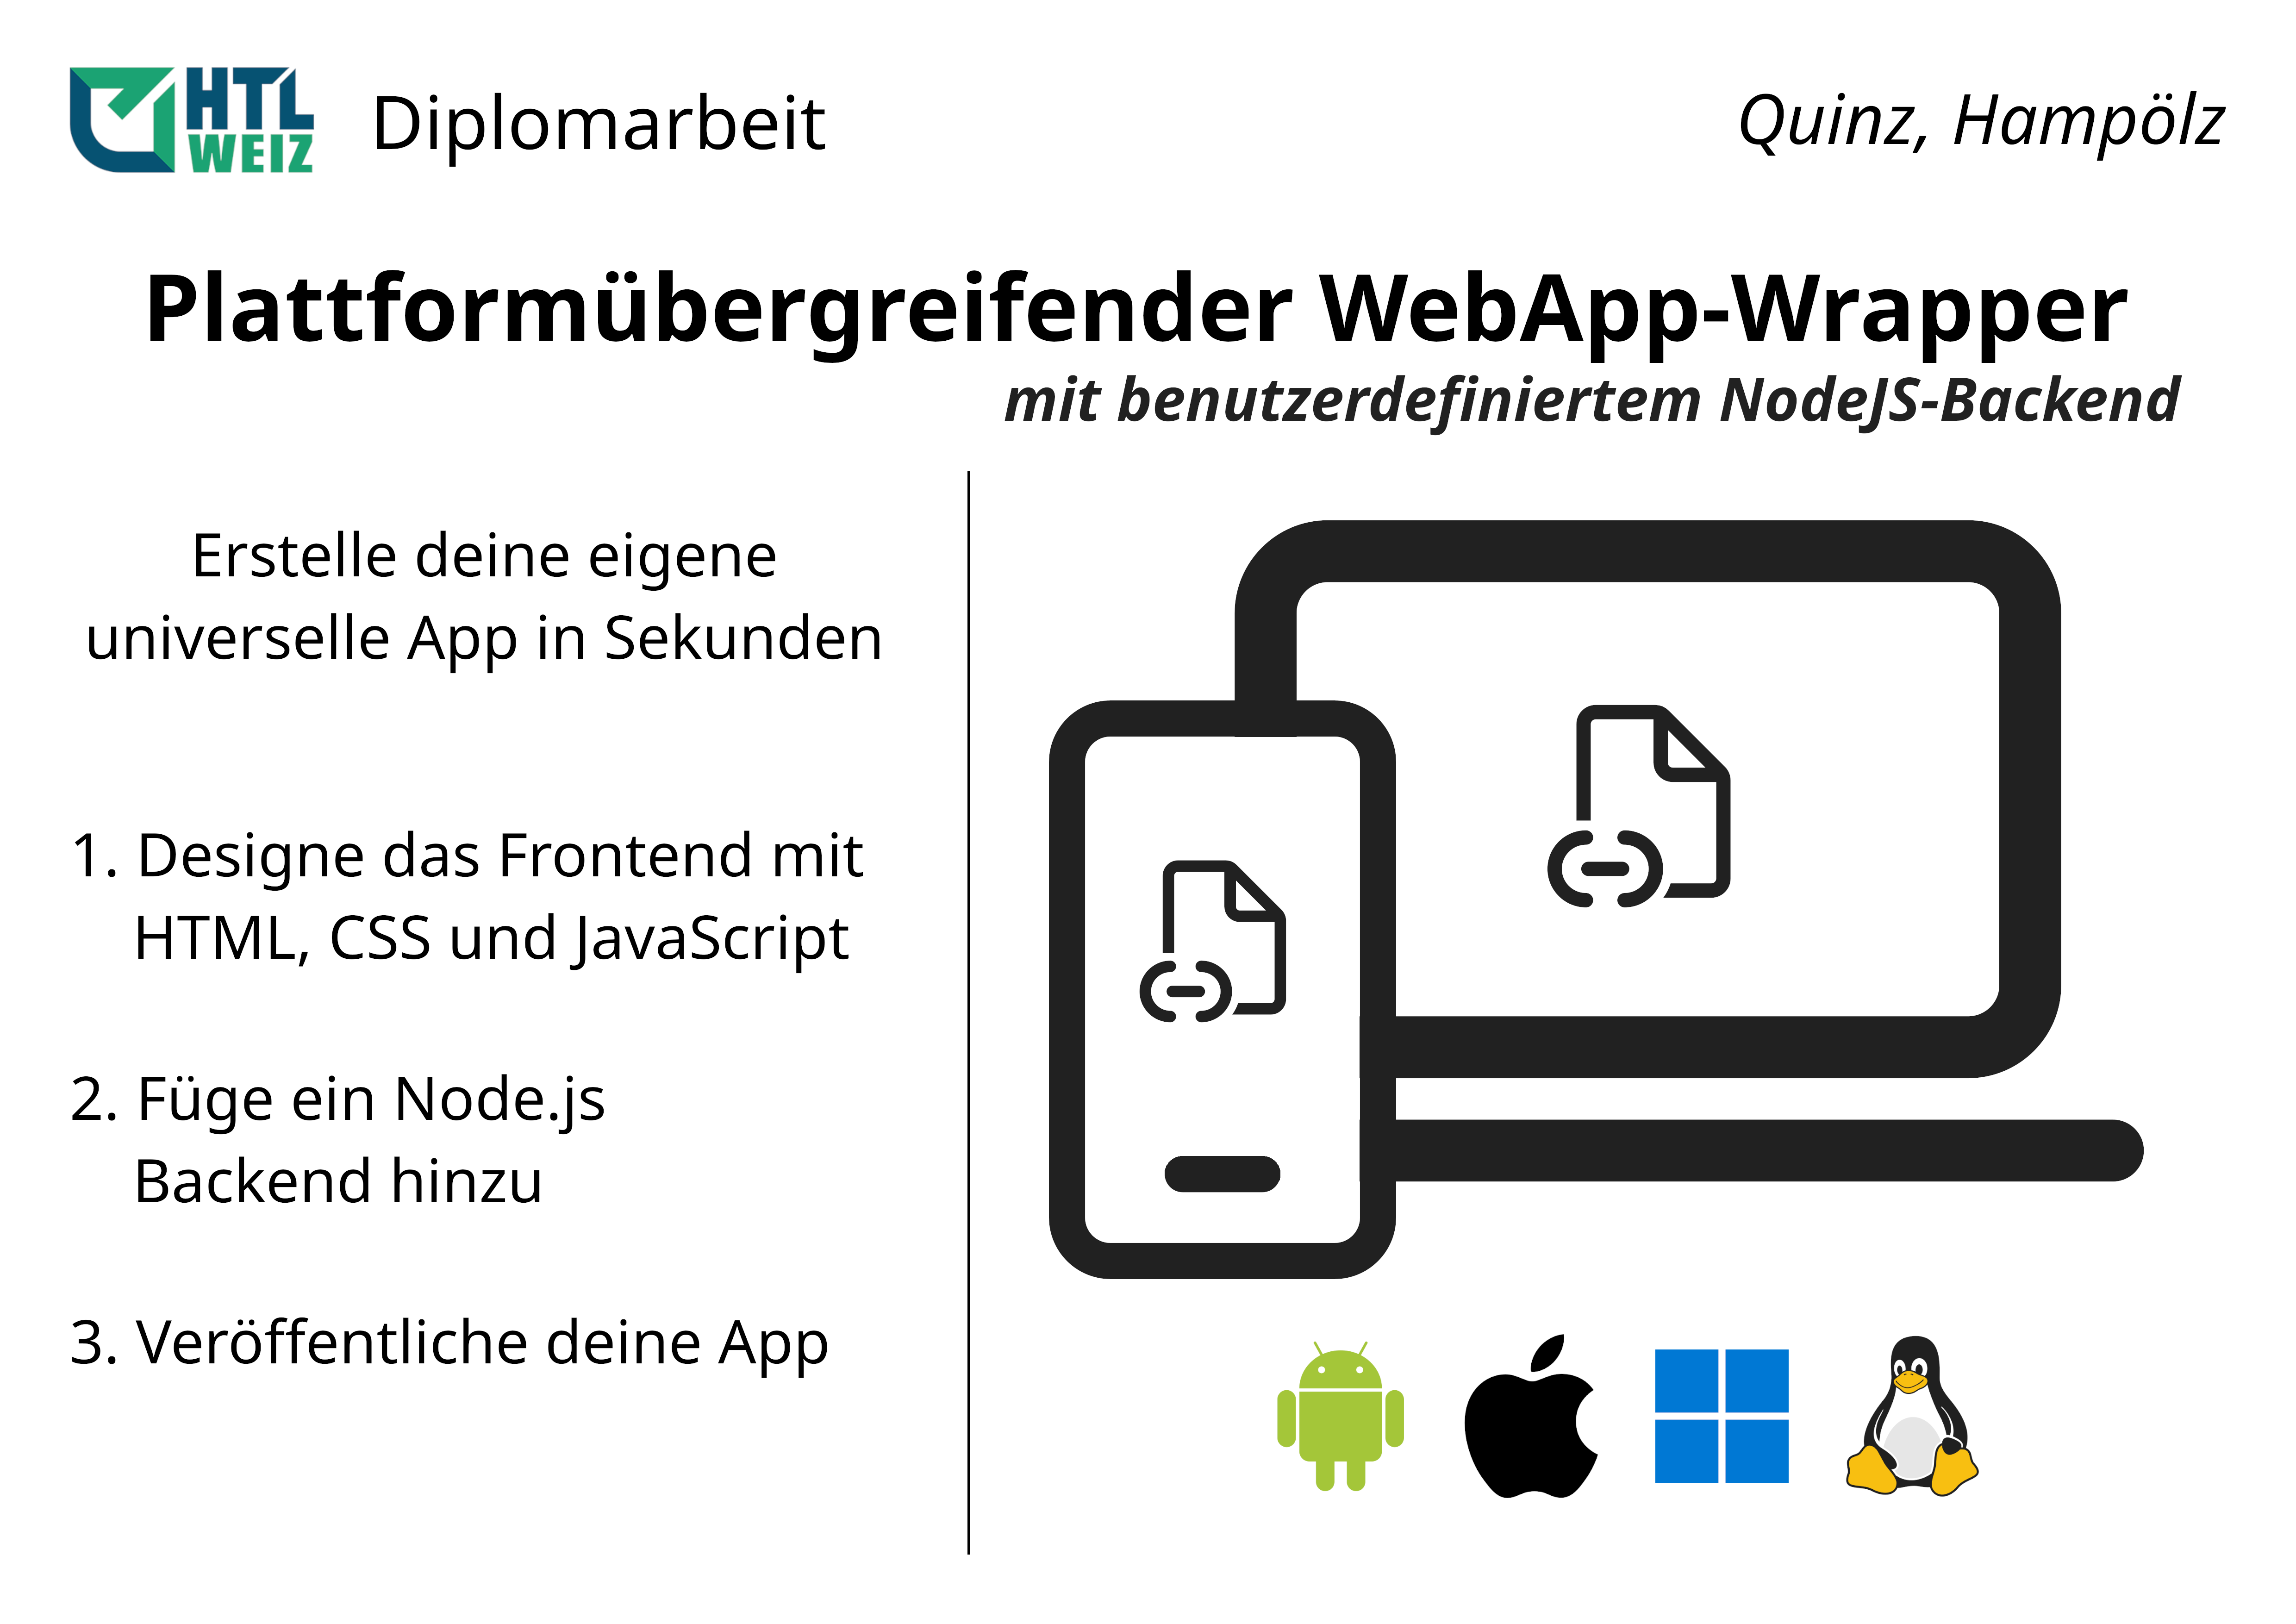 HTL
WEIZ
Diplomarbeit
Quinz, Hampölz
Plattformübergreifender WebApp-Wrapper
mit benutzerdefiniertem NodeJS-Backend
Erstelle deine eigene
universelle App in Sekunden
1. Designe das Frontend mit
HTML, CSS und JavaScript
2. Füge ein Node.js
Backend hinzu
3. Veröffentliche deine App